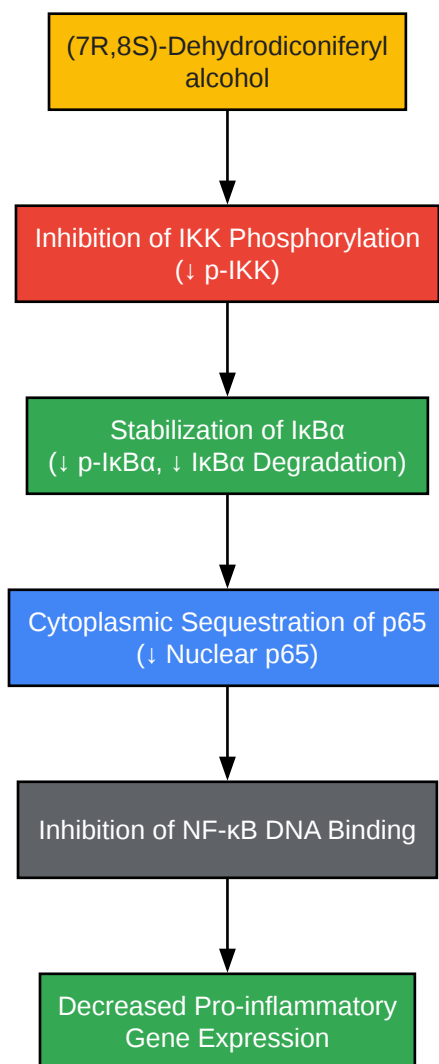 (7R,8S)-Dehydrodiconiferyl
alcohol
Inhibition of IKK Phosphorylation
(↓ p-IKK)
Stabilization of IκBα
(↓ p-IκBα, ↓ IκBα Degradation)
Cytoplasmic Sequestration of p65
(↓ Nuclear p65)
Inhibition of NF-κB DNA Binding
Decreased Pro-inflammatory
Gene Expression